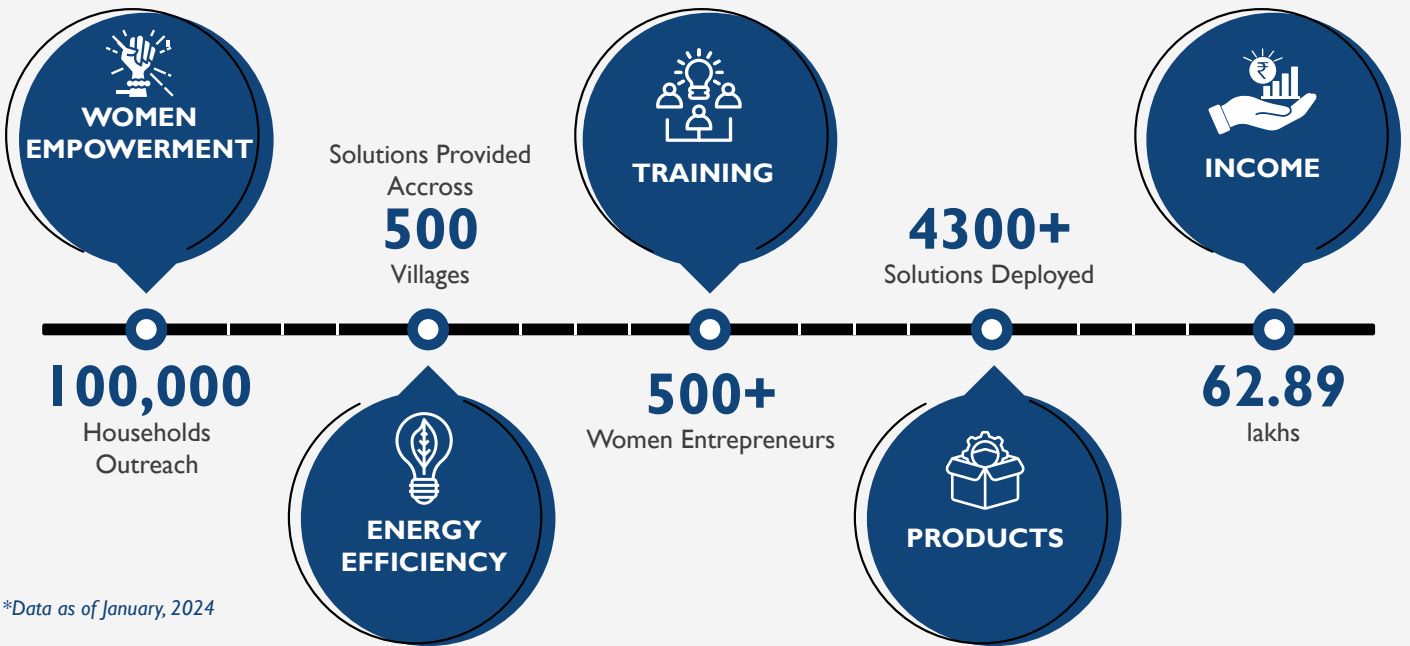 WOMEN
EMPOWERMENT
100,000
Households
Outreach
Solutions Provided
Accross
500
Villages
ENERGY
EFFICIENCY
TRAINING
500+
Women Entrepreneurs
4300+
Solutions Deployed
PRODUCTS
₹
INCOME
62.89
lakhs
*Data as of January, 2024